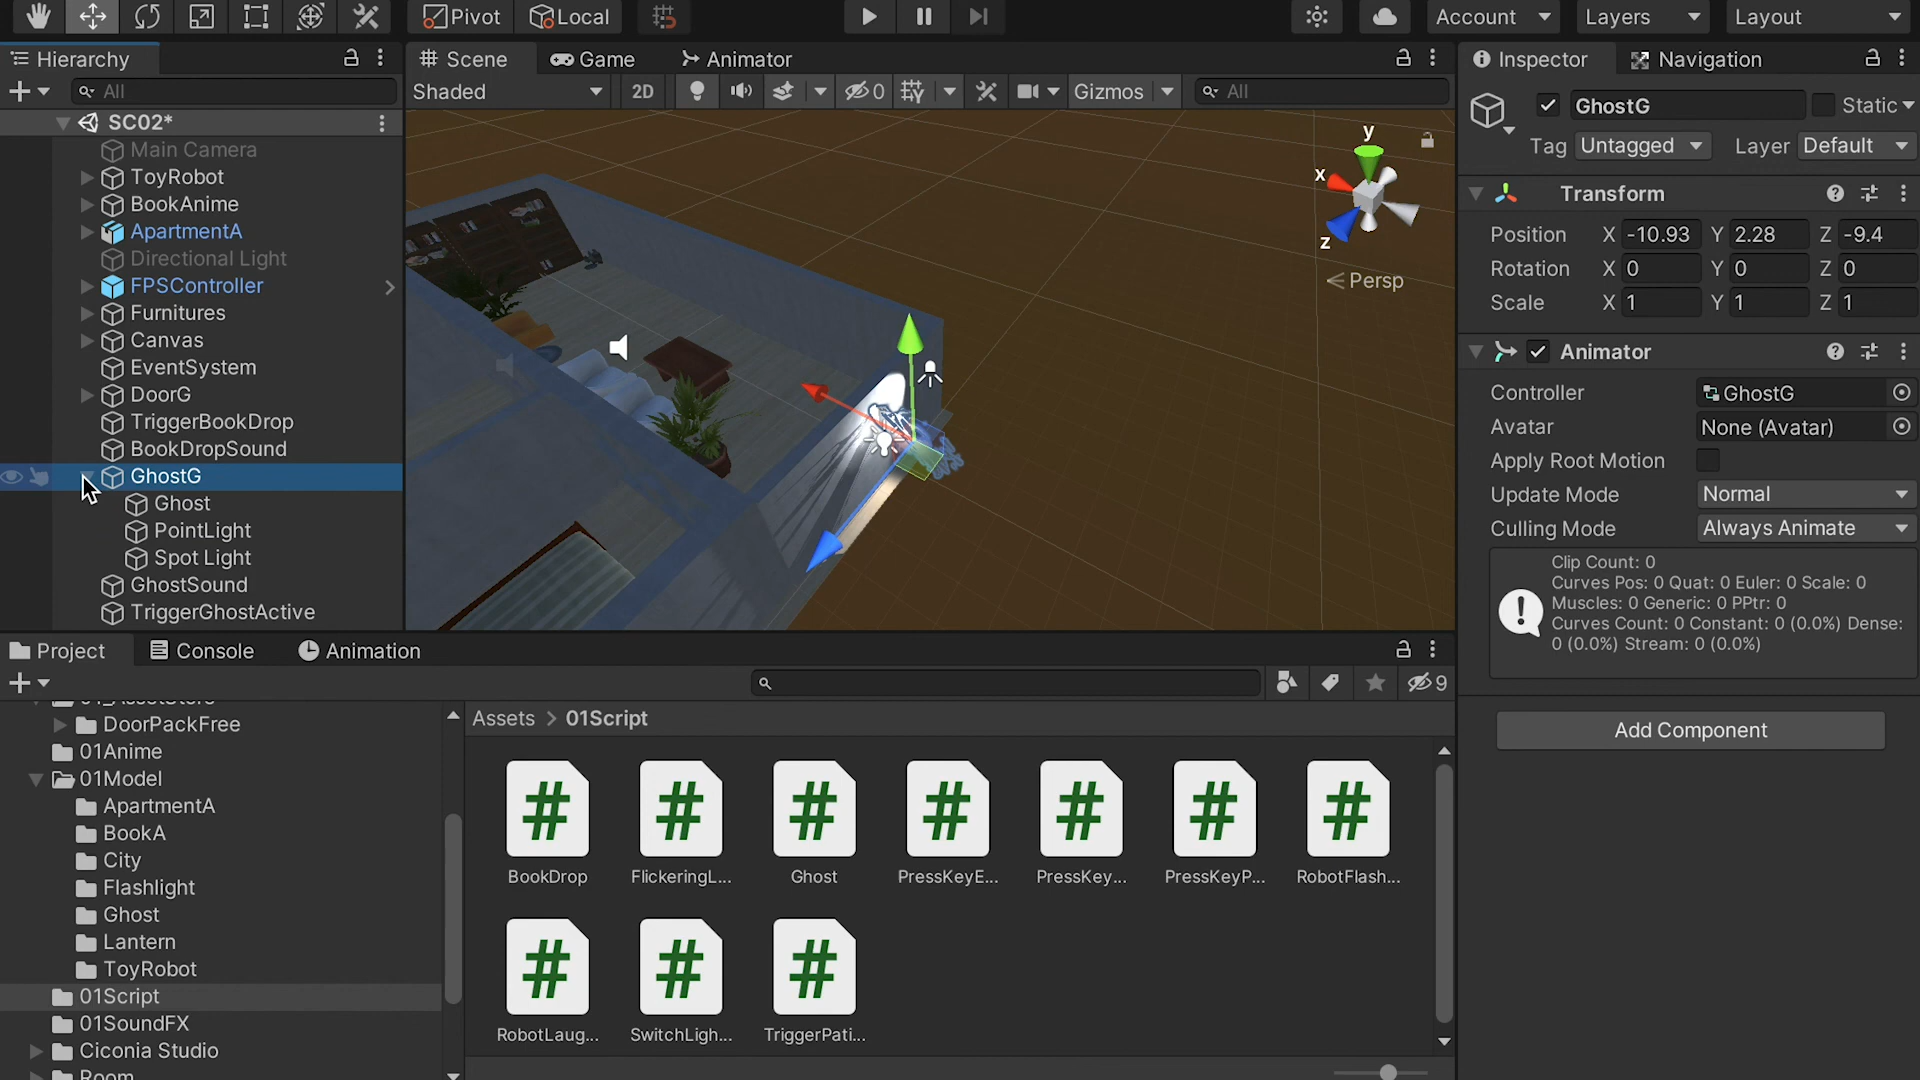 Pivot Local Account Layers Layout
Hierarchy Scene Game Animator Inspector Navigation
All Shaded 2D 0 Gizmos All GhostG Static
SC02*
Tag Untagged Layer Default
Main Camera
ToyRobot
BookAnime
ApartmentA
Directional Light
FPSController
Furnitures
Canvas
EventSystem
DoorG
TriggerBookDrop
BookDropSound
GhostG
Ghost
PointLight
Spot Light
GhostSound
TriggerGhostActive
y
x
z
Persp
Transform
Position X -10.93 Y 2.28 Z -9.4
Rotation X 0 Y 0 Z 0
Scale X 1 Y 1 Z 1
Animator
Controller GhostG
Avatar None (Avatar)
Apply Root Motion
Update Mode Normal
Culling Mode Always Animate
Clip Count: 0
Curves Pos: 0 Quat: 0 Euler: 0 Scale: 0
Muscles: 0 Generic: 0 PPtr: 0
Curves Count: 0 Constant: 0 (0.0%) Dense:
0 (0.0%) Stream: 0 (0.0%)
Add Component
Project Console Animation
9
DoorPackFree
01Anime
01Model
ApartmentA
BookA
City
Flashlight
Ghost
Lantern
ToyRobot
01Script
01SoundFX
Ciconia Studio
Room
Assets > 01Script
BookDrop FlickeringL... Ghost PressKeyE... PressKey... PressKeyP... RobotFlash...
RobotLaug... SwitchLigh... TriggerPati...